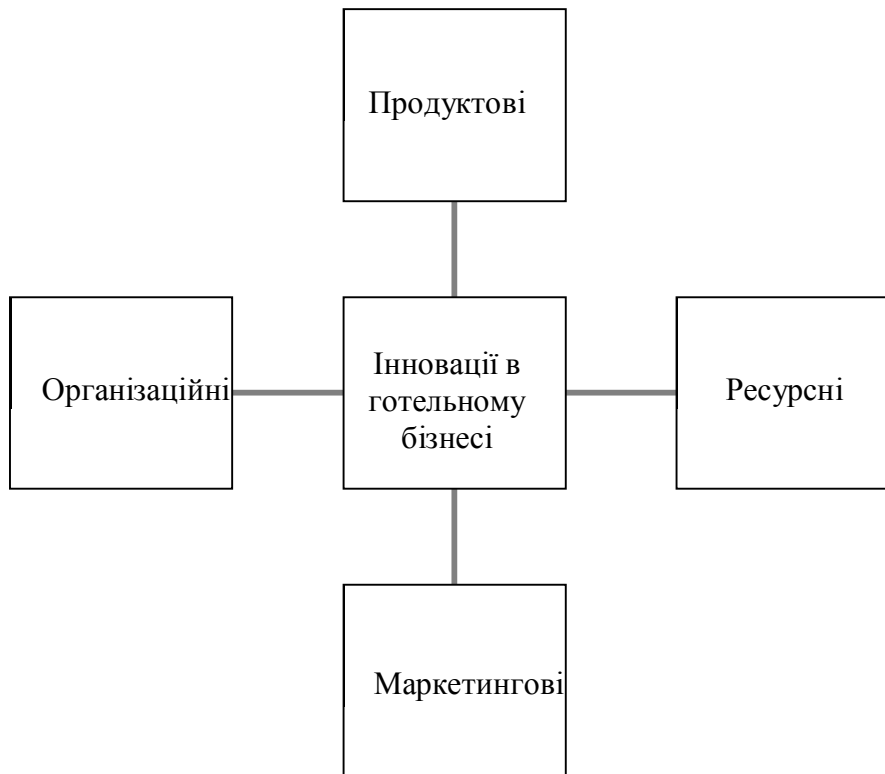 Продуктові
Організаційні
Інновації в
готельному
бізнесі
Ресурсні
Маркетингові